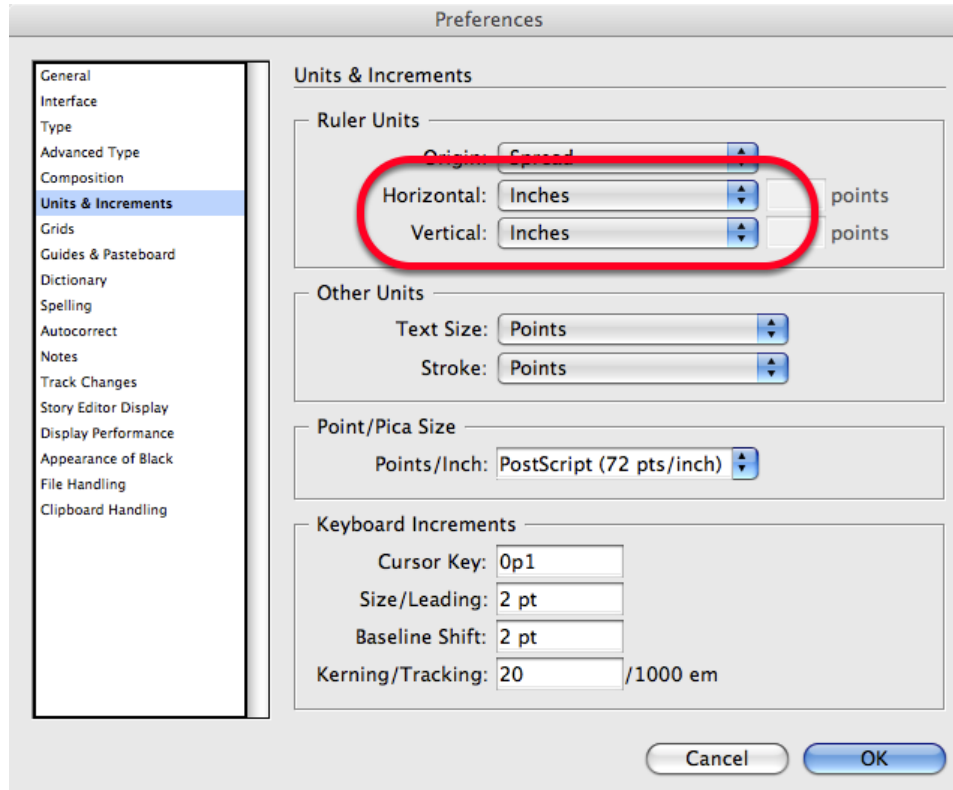 Preferences
General
Interface
Type
Advanced Type
Composition
Units & Increments
Grids
Guides & Pasteboard
Dictionary
Spelling
Autocorrect
Notes
Track Changes
Story Editor Display
Display Performance
Appearance of Black
File Handling
Clipboard Handling
Units & Increments
Ruler Units
Origin: Spread
Horizontal: Inches points
Vertical: Inches points
Other Units
Text Size: Points
Stroke: Points
Point/Pica Size
Points/Inch: PostScript (72 pts/inch)
Keyboard Increments
Cursor Key: 0p1
Size/Leading: 2 pt
Baseline Shift: 2 pt
Kerning/Tracking: 20 /1000 em
Cancel OK